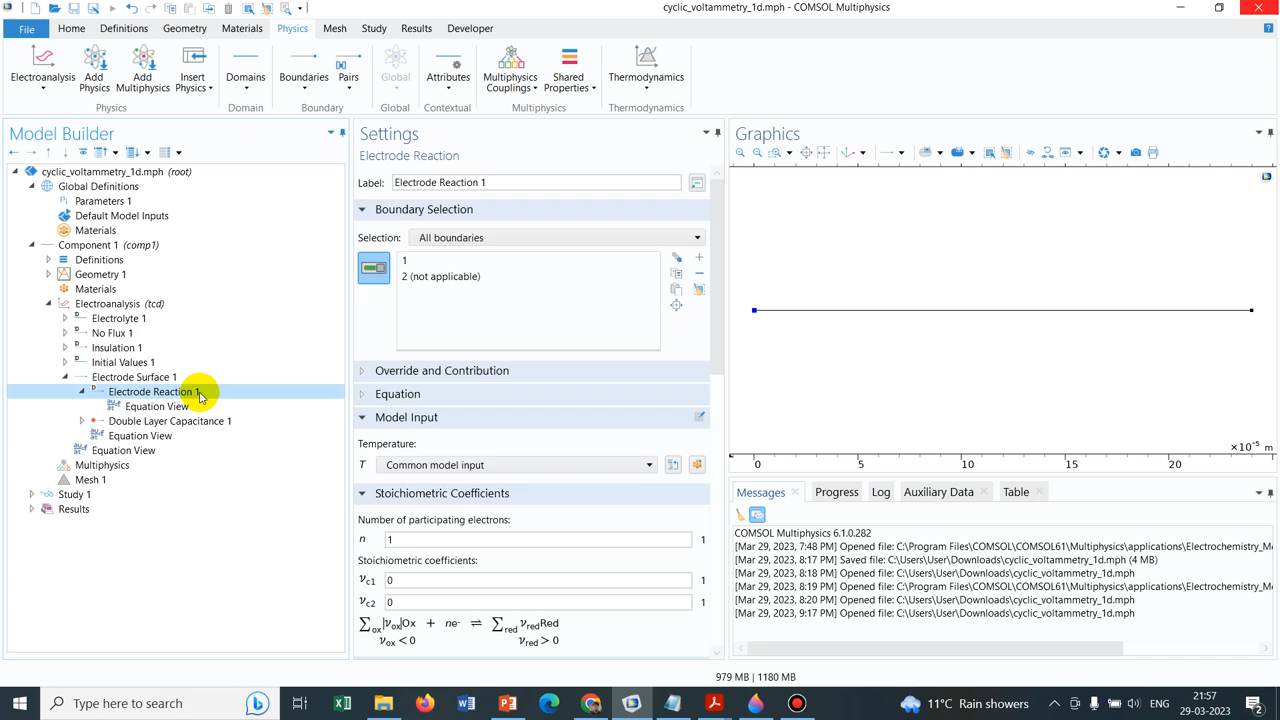 cyclic_voltammetry_1d.mph - COMSOL Multiphysics
File Home Definitions Geometry Materials Physics Mesh Study Results Developer
Electroanalysis
Add Physics
Add Multiphysics
Insert Physics
Domains
Boundaries
Pairs
Global
Attributes
Multiphysics Couplings
Shared Properties
Thermodynamics
Physics Domain Boundary Global Contextual Multiphysics Thermodynamics
Model Builder
cyclic_voltammetry_1d.mph (root)
Global Definitions
Parameters 1
Default Model Inputs
Materials
Component 1 (comp1)
Definitions
Geometry 1
Materials
Electroanalysis (tcd)
Electrolyte 1
No Flux 1
Insulation 1
Initial Values 1
Electrode Surface 1
Electrode Reaction 1
Equation View
Double Layer Capacitance 1
Equation View
Equation View
Multiphysics
Mesh 1
Study 1
Results
Settings
Electrode Reaction
Label: Electrode Reaction 1
Boundary Selection
Selection: All boundaries
1
2 (not applicable)
Override and Contribution
Equation
Model Input
Temperature:
T Common model input
Stoichiometric Coefficients
Number of participating electrons:
n 1 1
Stoichiometric coefficients:
νc1 0 1
νc2 0 1
∑ox|νox|Ox + ne- ⇌ ∑red νredRed
νox < 0 νred > 0
Graphics
×10⁻⁵ m
0 5 10 15 20
Messages Progress Log Auxiliary Data Table
COMSOL Multiphysics 6.1.0.282
[Mar 29, 2023, 7:48 PM] Opened file: C:\Program Files\COMSOL\COMSOL61\Multiphysics\applications\Electrochemistry_M
[Mar 29, 2023, 8:17 PM] Saved file: C:\Users\User\Downloads\cyclic_voltammetry_1d.mph (4 MB)
[Mar 29, 2023, 8:18 PM] Opened file: C:\Users\User\Downloads\cyclic_voltammetry_1d.mph
[Mar 29, 2023, 8:19 PM] Opened file: C:\Program Files\COMSOL\COMSOL61\Multiphysics\applications\Electrochemistry_M
[Mar 29, 2023, 8:20 PM] Opened file: C:\Users\User\Downloads\cyclic_voltammetry_1d.mph
[Mar 29, 2023, 9:17 PM] Opened file: C:\Users\User\Downloads\cyclic_voltammetry_1d.mph
979 MB | 1180 MB
Type here to search
11°C Rain showers
ENG
21:57
29-03-2023
2